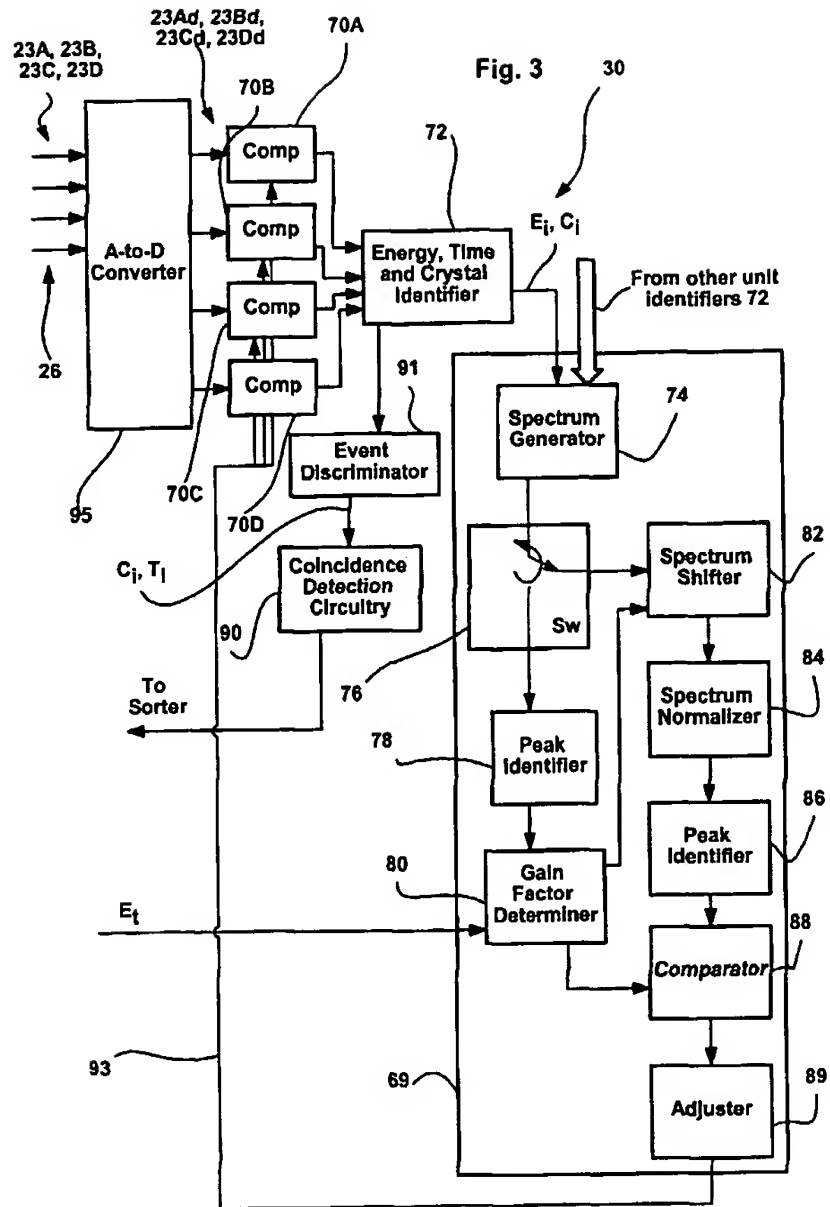 23A, 23B,
23C, 23D
23Ad, 23Bd,
23Cd, 23Dd
70A
70B
Fig. 3
30
72
Comp
Comp
Comp
Comp
A-to-D
Converter
Energy, Time
and Crystal
Identifier
Ei, Ci
From other unit
identifiers 72
26
91
74
Spectrum
Generator
95
70C
70D
Event
Discriminator
Ci, Ti
Coincidence
Detection
Circuitry
90
To
Sorter
82
Spectrum
Shifter
Sw
76
84
Spectrum
Normalizer
78
Peak
Identifier
86
Peak
Identifier
80
Gain
Factor
Determiner
Et
88
Comparator
93
69
89
Adjuster